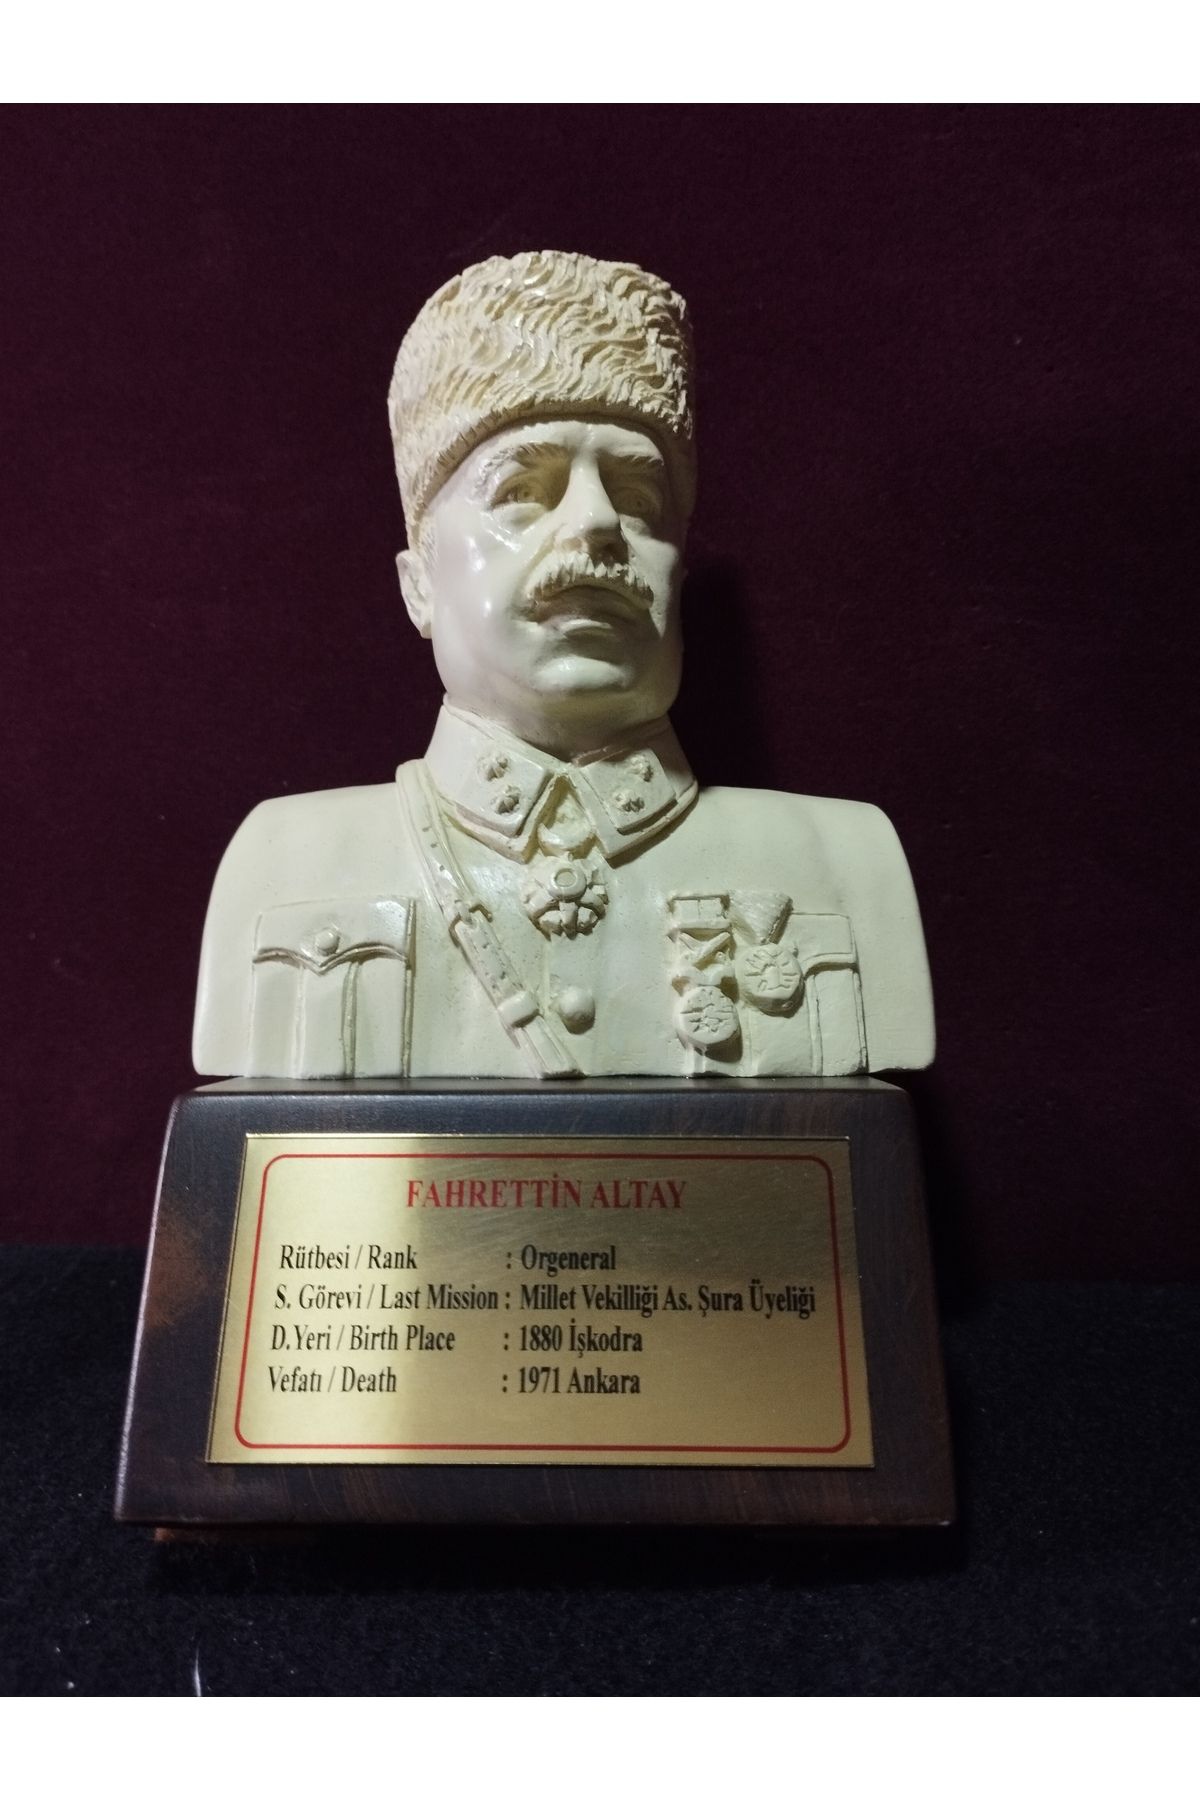 FAHRETTİN ALTAY
Rütbesi / Rank : Orgeneral
S. Görevi / Last Mission : Millet Vekilliği As. Şura Üyeliği
D.Yeri / Birth Place : 1880 İşkodra
Vefatı / Death : 1971 Ankara